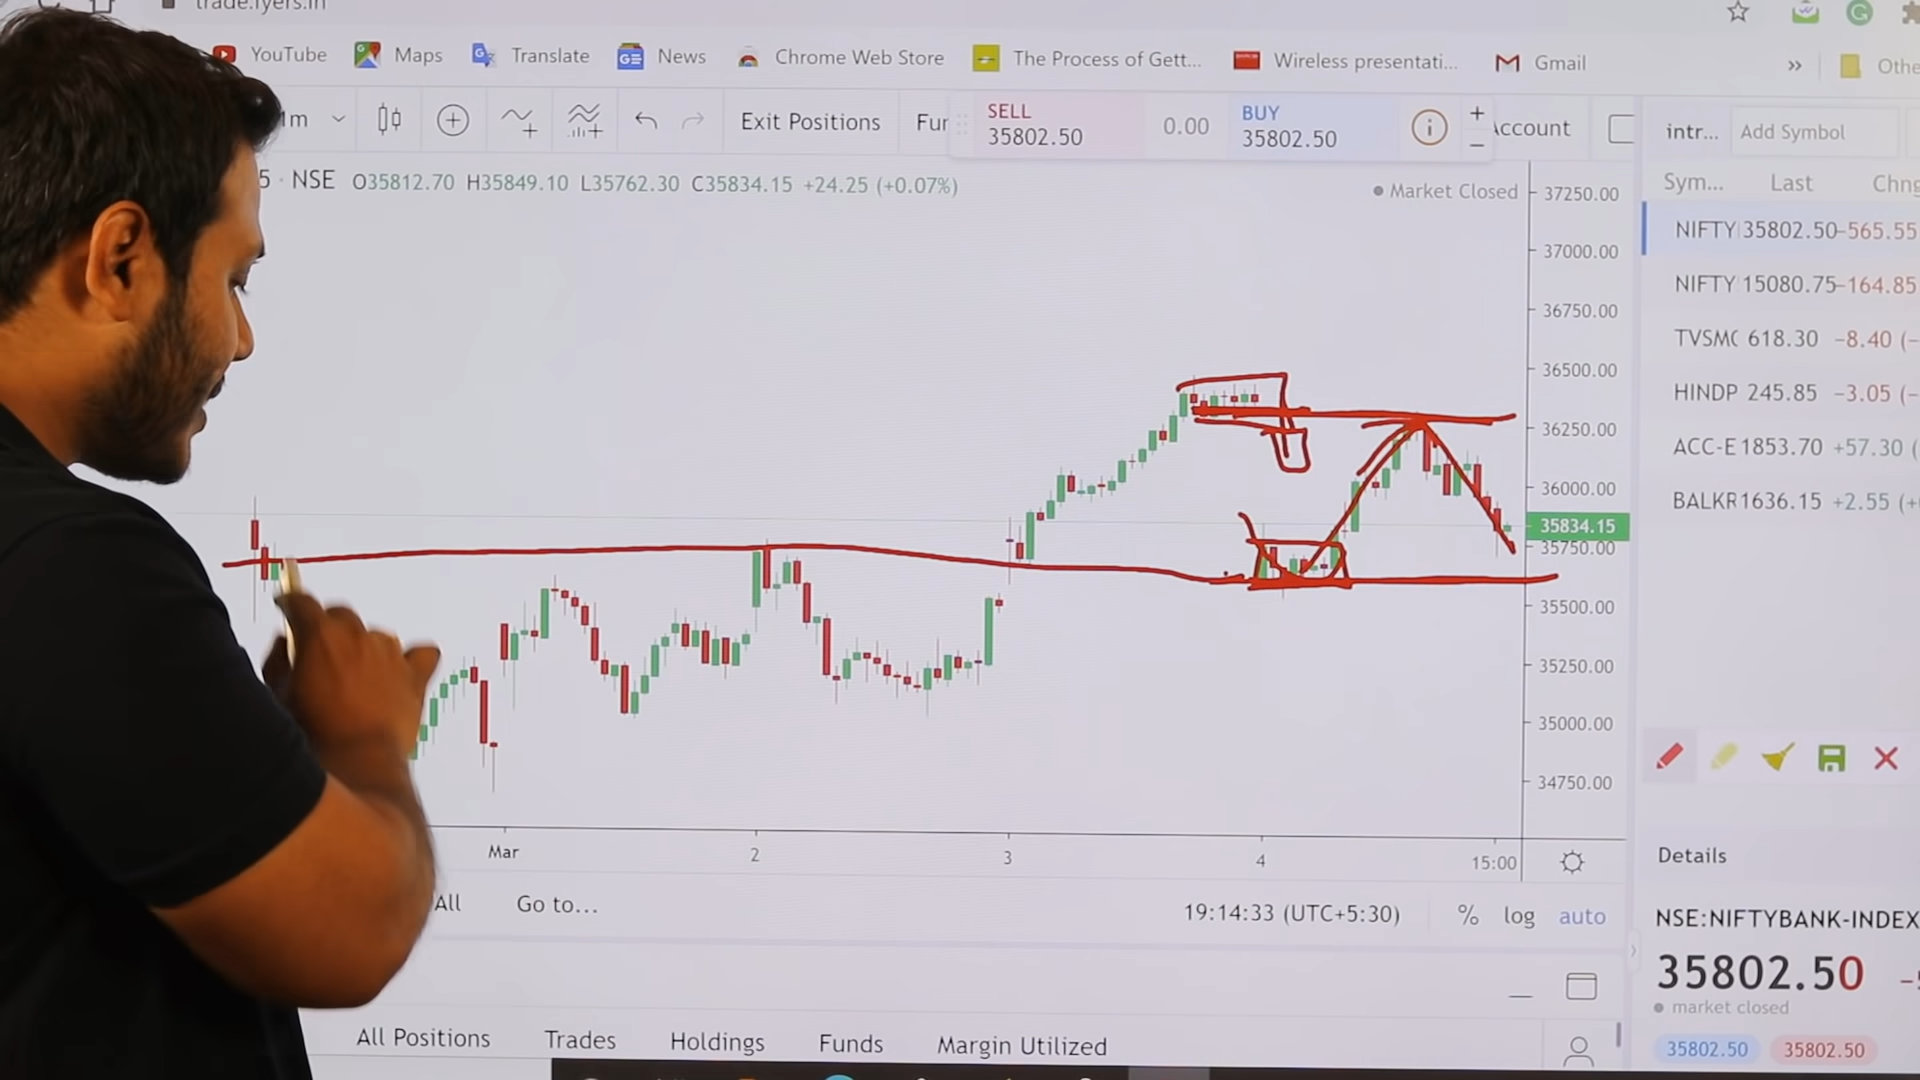 trade.fyers.in
YouTube Maps Translate News Chrome Web Store The Process of Gett... Wireless presentati... Gmail » Othe
1m Exit Positions Fur SELL 35802.50 0.00 BUY 35802.50 + − Account
intr... Add Symbol
5 · NSE O35812.70 H35849.10 L35762.30 C35834.15 +24.25 (+0.07%)
Market Closed
Sym... Last Chng
NIFTY 35802.50 -565.55
NIFTY 15080.75 -164.85
TVSM 618.30 -8.40 (-
HINDP 245.85 -3.05 (-
ACC-E 1853.70 +57.30 (
BALKR 1636.15 +2.55 (+
37250.00
37000.00
36750.00
36500.00
36250.00
36000.00
35834.15
35750.00
35500.00
35250.00
35000.00
34750.00
Mar 2 3 4 15:00
All Go to... 19:14:33 (UTC+5:30) % log auto
Details
NSE:NIFTYBANK-INDEX
35802.50
market closed
35802.50 35802.50
All Positions Trades Holdings Funds Margin Utilized